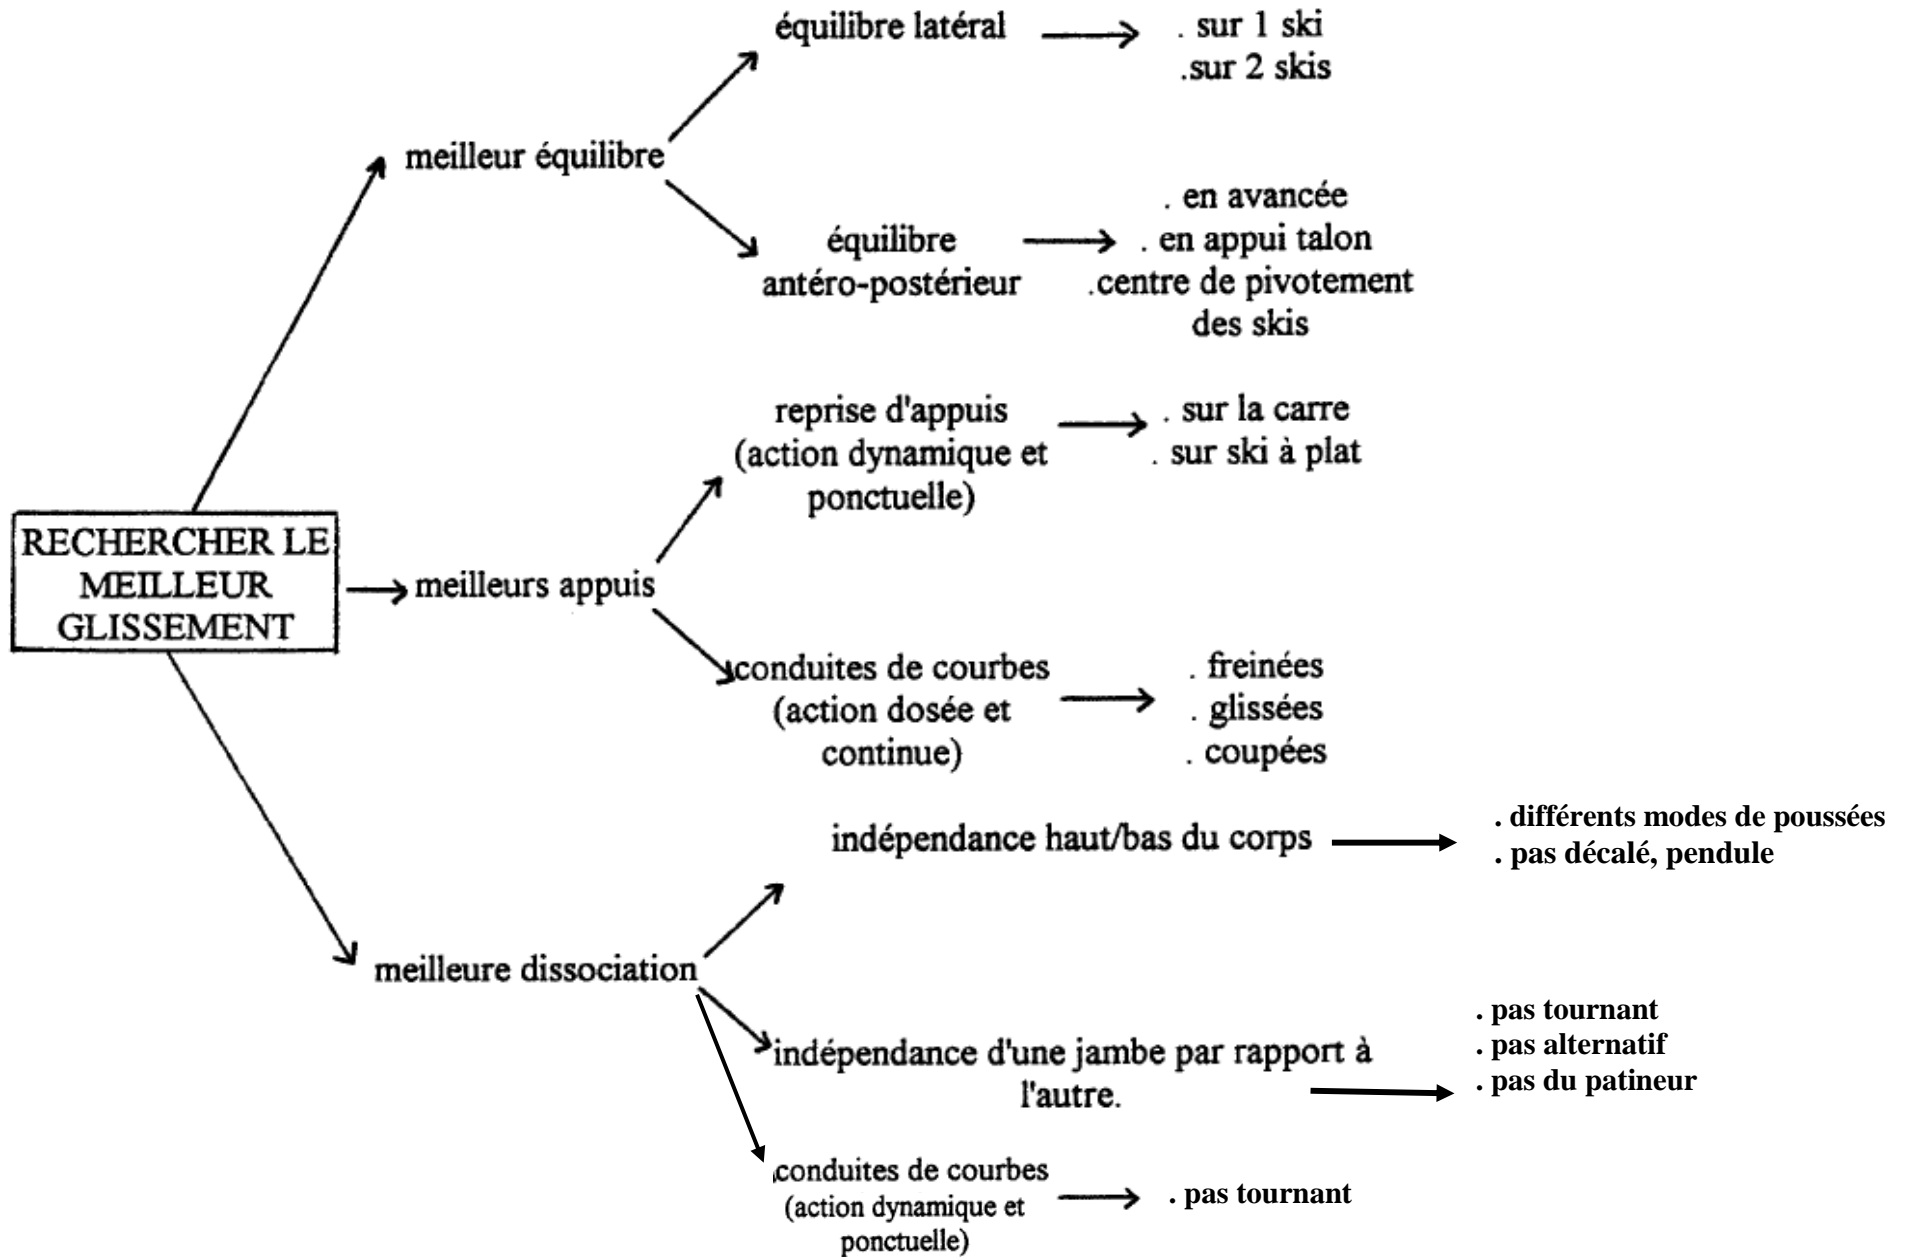 équilibre latéral
. sur 1 ski
.sur 2 skis
meilleur équilibre
équilibre
antéro-postérieur
. en avancée
. en appui talon
.centre de pivotement
des skis
reprise d'appuis
(action dynamique et
ponctuelle)
. sur la carre
. sur ski à plat
RECHERCHER LE
MEILLEUR
GLISSEMENT
meilleurs appuis
conduites de courbes
(action dosée et
continue)
. freinées
. glissées
. coupées
indépendance haut/bas du corps
. différents modes de poussées
. pas décalé, pendule
meilleure dissociation
indépendance d'une jambe par rapport à
l'autre.
. pas tournant
. pas alternatif
. pas du patineur
conduites de courbes
(action dynamique et
ponctuelle)
. pas tournant